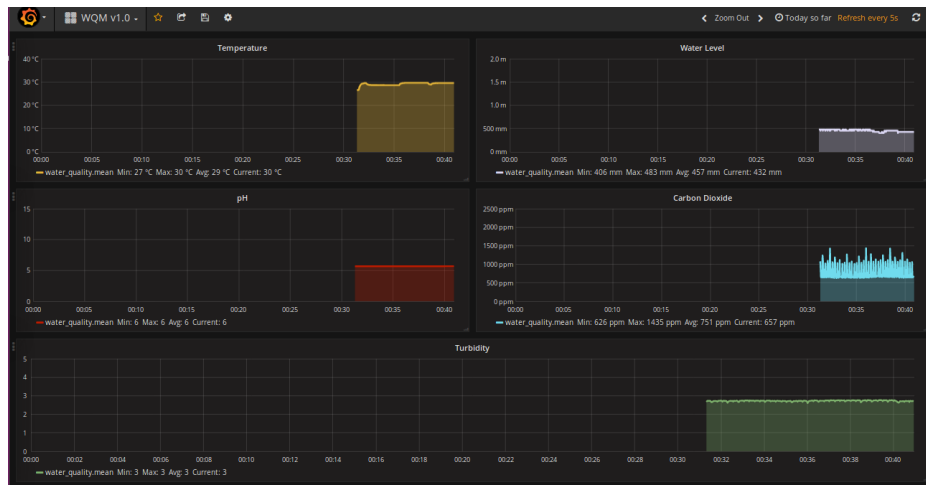 WQM v1.0
Zoom Out Today so far Refresh every 5s
Temperature
40 °C
30 °C
20 °C
10 °C
0 °C
00:00 00:05 00:10 00:15 00:20 00:25 00:30 00:35 00:40
water_quality.mean Min: 27 °C Max: 30 °C Avg: 29 °C Current: 30 °C
Water Level
2.0 m
1.5 m
1.0 m
500 mm
0 mm
00:00 00:05 00:10 00:15 00:20 00:25 00:30 00:35 00:40
water_quality.mean Min: 406 mm Max: 483 mm Avg: 457 mm Current: 432 mm
pH
15
10
5
0
00:00 00:05 00:10 00:15 00:20 00:25 00:30 00:35 00:40
water_quality.mean Min: 6 Max: 6 Avg: 6 Current: 6
Carbon Dioxide
2500 ppm
2000 ppm
1500 ppm
1000 ppm
500 ppm
0 ppm
00:00 00:05 00:10 00:15 00:20 00:25 00:30 00:35 00:40
water_quality.mean Min: 626 ppm Max: 1435 ppm Avg: 751 ppm Current: 657 ppm
Turbidity
5
4
3
2
1
0
00:00 00:02 00:04 00:06 00:08 00:10 00:12 00:14 00:16 00:18 00:20 00:22 00:24 00:26 00:28 00:30 00:32 00:34 00:36 00:38 00:40
water_quality.mean Min: 3 Max: 3 Avg: 3 Current: 3